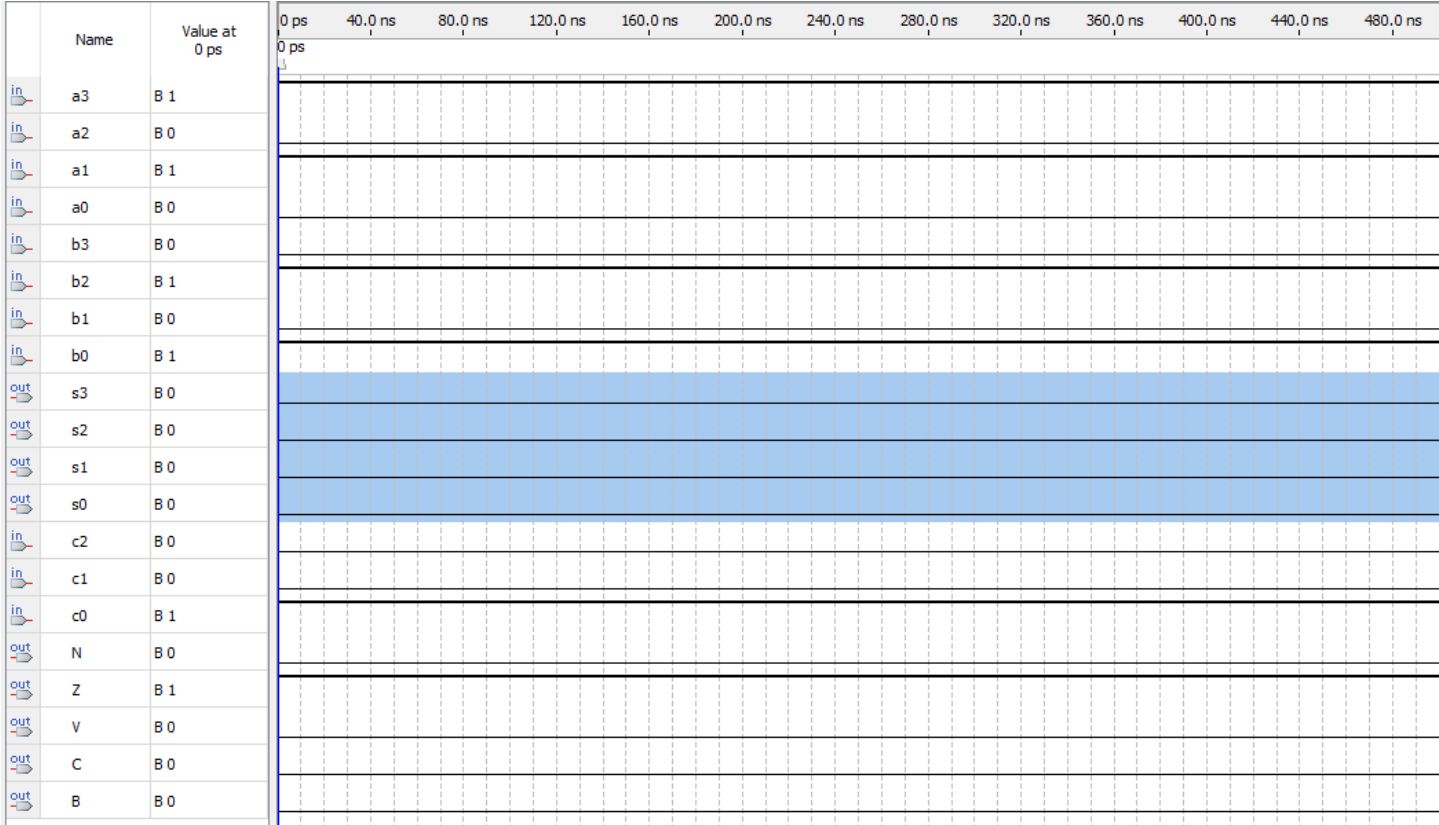 Name Value at 0 ps 0 ps 40.0 ns 80.0 ns 120.0 ns 160.0 ns 200.0 ns 240.0 ns 280.0 ns 320.0 ns 360.0 ns 400.0 ns 440.0 ns 480.0 ns
0 ps
in a3 B 1
in a2 B 0
in a1 B 1
in a0 B 0
in b3 B 0
in b2 B 1
in b1 B 0
in b0 B 1
out s3 B 0
out s2 B 0
out s1 B 0
out s0 B 0
in c2 B 0
in c1 B 0
in c0 B 1
out N B 0
out Z B 1
out V B 0
out C B 0
out B B 0